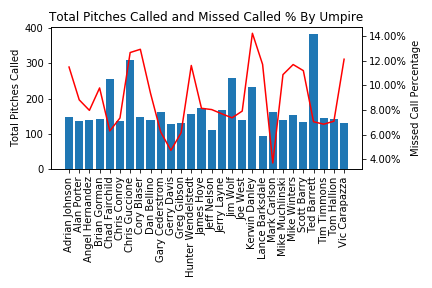 Total Pitches Called and Missed Called % By Umpire
Total Pitches Called
400
300
200
100
0
14.00%
12.00%
10.00%
8.00%
6.00%
4.00%
Missed Call Percentage
Adrian Johnson
Alan Porter
Angel Hernandez
Brian Gorman
Chad Fairchild
Chris Conroy
Chris Guccione
Cory Blaser
Dan Bellino
Gary Cederstrom
Gerry Davis
Greg Gibson
Hunter Wendelstedt
James Hoye
Jeff Nelson
Jerry Layne
Jim Wolf
Joe West
Kerwin Danley
Lance Barksdale
Mark Carlson
Mike Muchlinski
Mike Winters
Scott Barry
Ted Barrett
Tim Timmons
Tom Hallion
Vic Carapazza